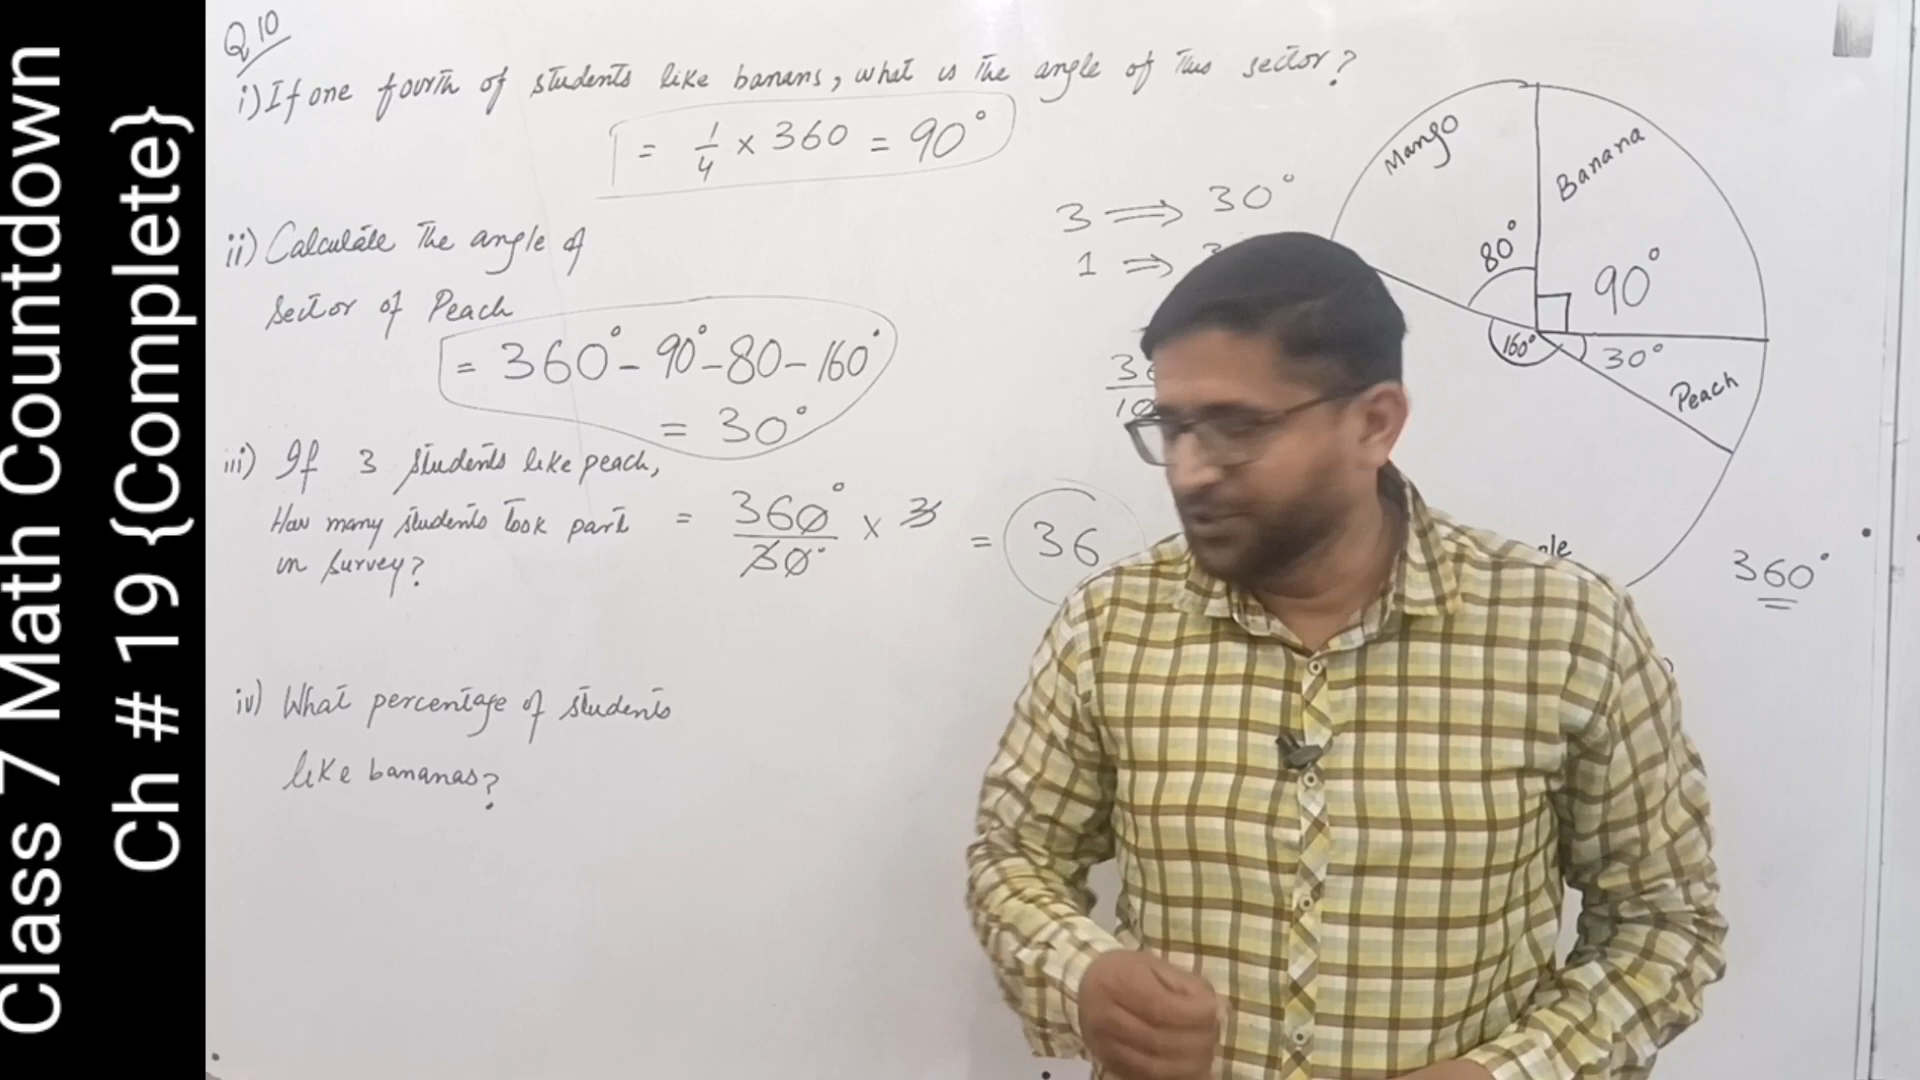 Class 7 Math Countdown
Ch # 19 {Complete}
Q10
i) If one fourth of students like banans, what is the angle of this sector?
= 1/4 × 360 = 90°
ii) Calculate the angle of
sector of Peach
= 360° - 90° - 80 - 160°
= 30°
iii) If 3 students like peach,
How many students took part
in survey?
= 360°/30° × 3 = 36
iv) What percentage of students
like bananas?
3 ⟹ 30°
1 ⟹
Mango
Banana
80°
90°
160°
30°
Peach
360°